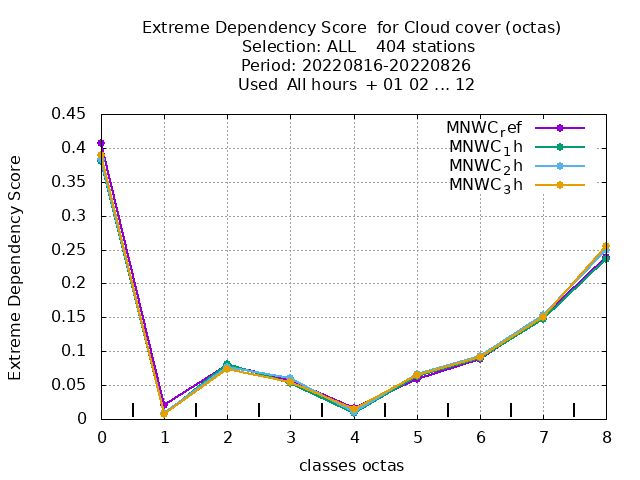 Extreme Dependency Score  for Cloud cover (octas)
Selection: ALL    404 stations
Period: 20220816-20220826
Used  All hours  + 01 02 ... 12
MNWC_ref
MNWC_1h
MNWC_2h
MNWC_3h
Extreme Dependency Score
0.45
0.4
0.35
0.3
0.25
0.2
0.15
0.1
0.05
0
0 1 2 3 4 5 6 7 8
classes octas